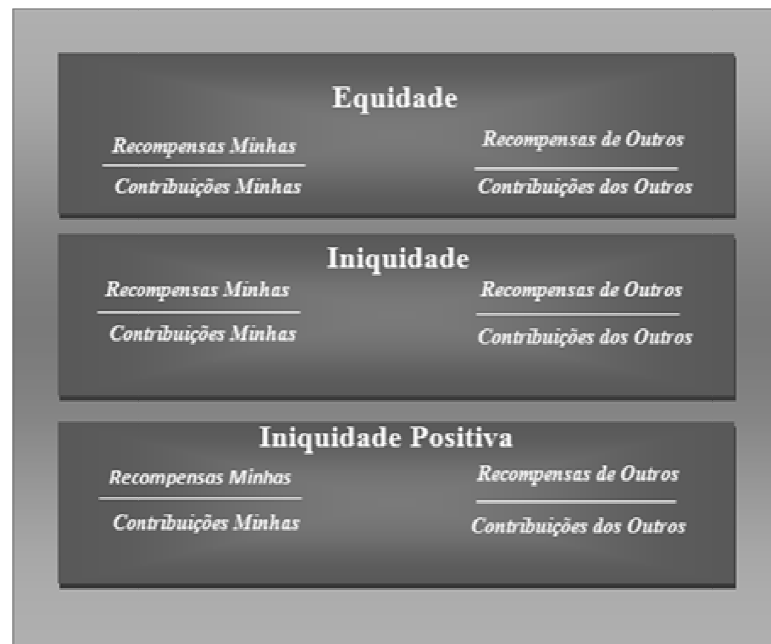 Equidade
Recompensas Minhas
Contribuições Minhas
Recompensas de Outros
Contribuições dos Outros
Iniquidade
Recompensas Minhas
Contribuições Minhas
Recompensas de Outros
Contribuições dos Outros
Iniquidade Positiva
Recompensas Minhas
Contribuições Minhas
Recompensas de Outros
Contribuições dos Outros